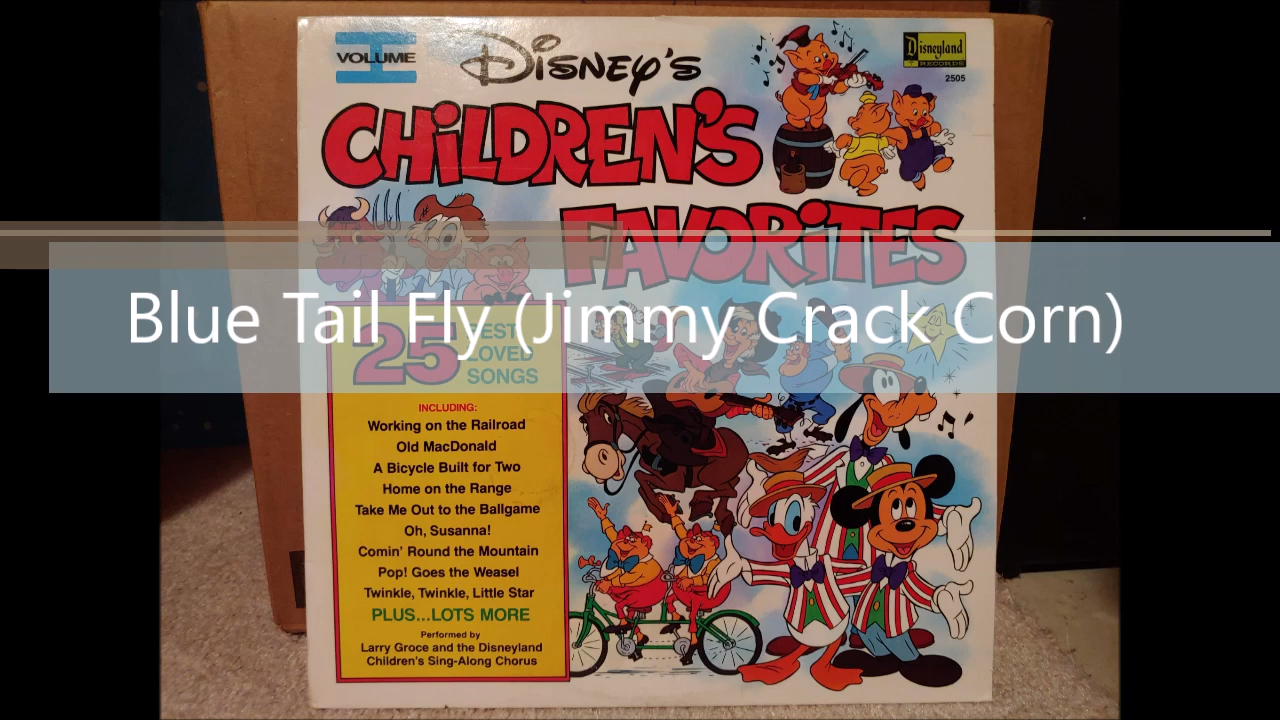 VOLUME
I
DISNEY'S
Disneyland
RECORDS
2505
CHiLDREN'S
FAVORiTES
Blue Tail Fly (Jimmy Crack Corn)
25 BEST
LOVED
SONGS
INCLUDING:
Working on the Railroad
Old MacDonald
A Bicycle Built for Two
Home on the Range
Take Me Out to the Ballgame
Oh, Susanna!
Comin' Round the Mountain
Pop! Goes the Weasel
Twinkle, Twinkle, Little Star
PLUS...LOTS MORE
Performed by
Larry Groce and the Disneyland
Children's Sing-Along Chorus